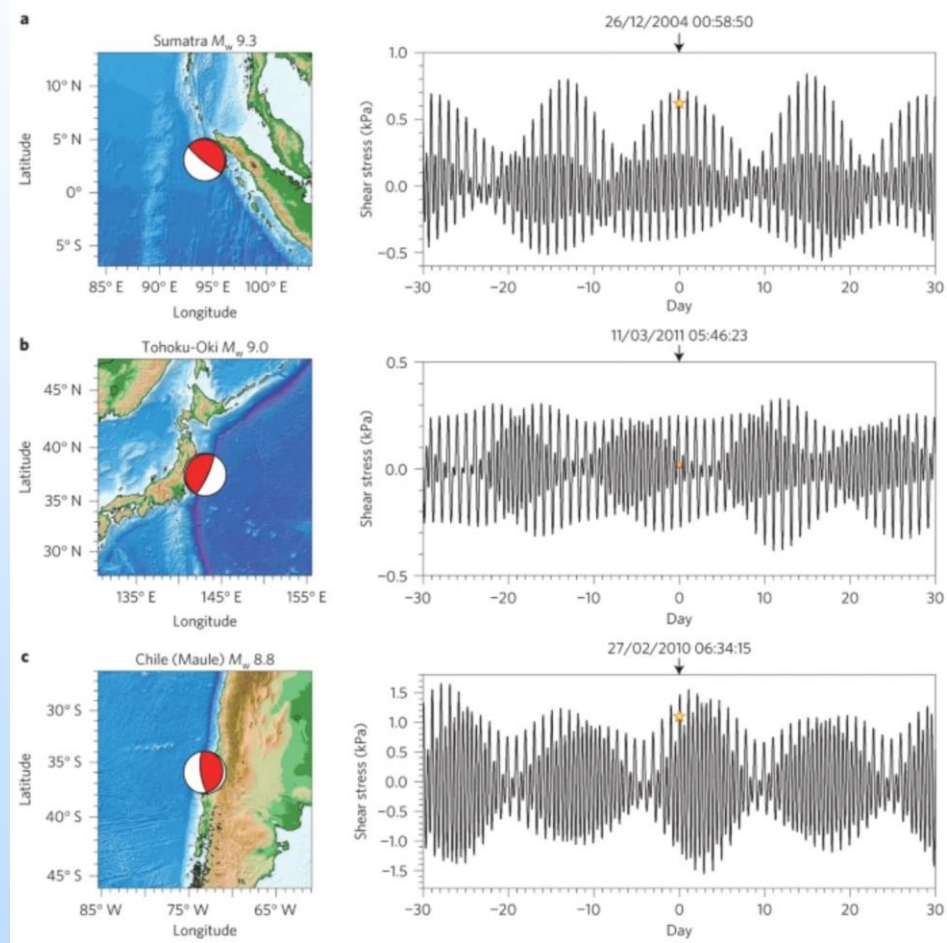 a
Sumatra Mw 9.3
10° N
5° N
0°
5° S
Latitude
85° E 90° E 95° E 100° E
Longitude
26/12/2004 00:58:50
1.0
0.5
0.0
−0.5
Shear stress (kPa)
−30 −20 −10 0 10 20 30
Day
b
Tohoku-Oki Mw 9.0
45° N
40° N
35° N
30° N
Latitude
135° E 145° E 155° E
Longitude
11/03/2011 05:46:23
0.5
0.0
−0.5
Shear stress (kPa)
−30 −20 −10 0 10 20 30
Day
c
Chile (Maule) Mw 8.8
30° S
35° S
40° S
45° S
Latitude
85° W 75° W 65° W
Longitude
27/02/2010 06:34:15
1.5
1.0
0.5
0.0
−0.5
−1.0
−1.5
Shear stress (kPa)
−30 −20 −10 0 10 20 30
Day